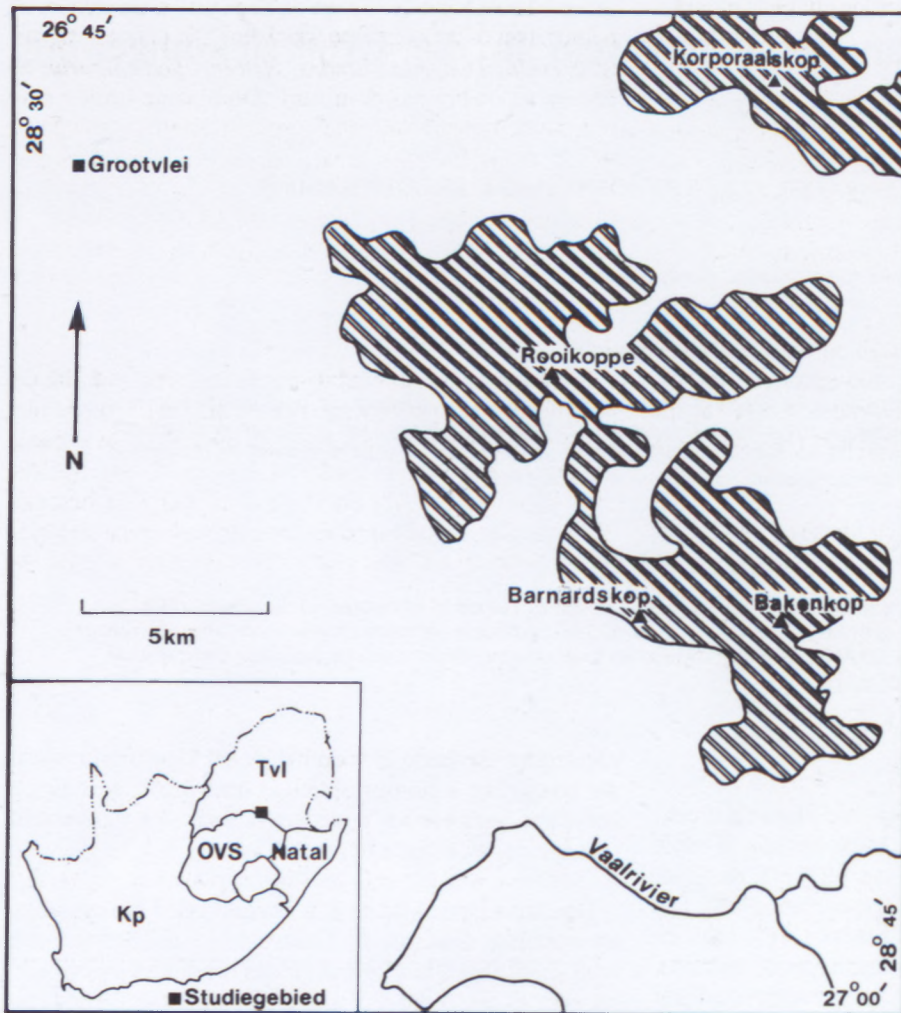 26° 45'
28° 30'
Korporaalskop
Grootvlei
Rooikoppe
N
Barnardskop
Bakenkop
5km
Tvl
OVS
Natal
Kp
Studiegebied
Vaalrivier
28° 45'
27° 00'